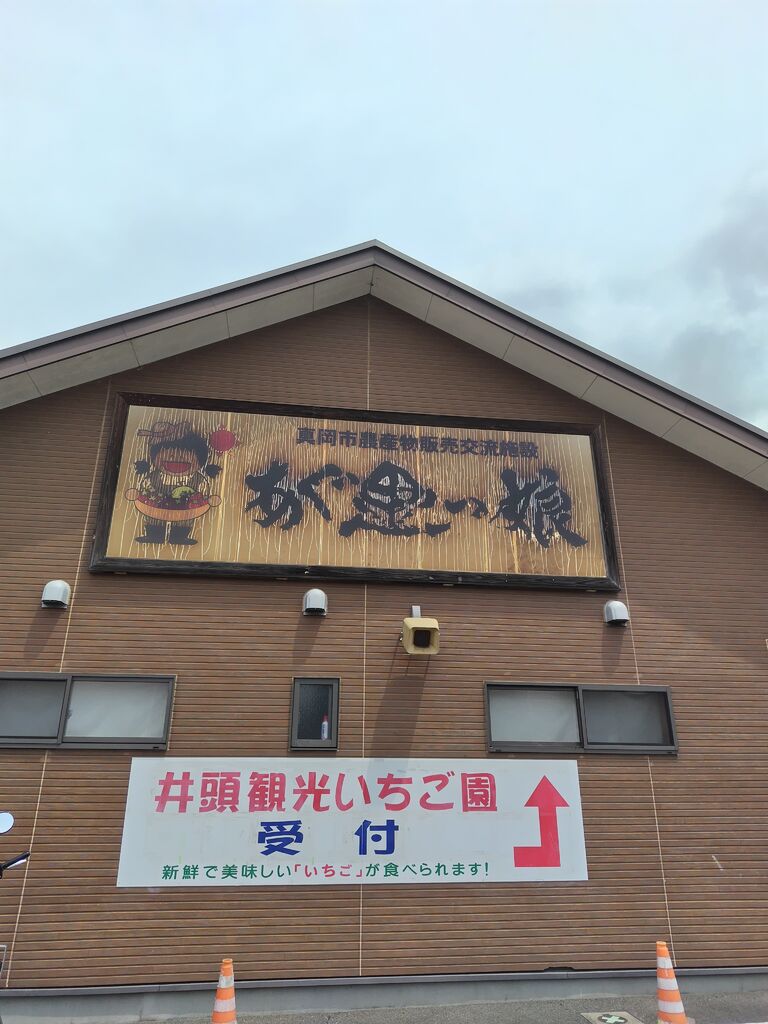 真岡市農産物販売交流施設
あぐ里っ娘
井頭観光いちご園
受付
新鮮で美味しい「いちご」が食べられます!